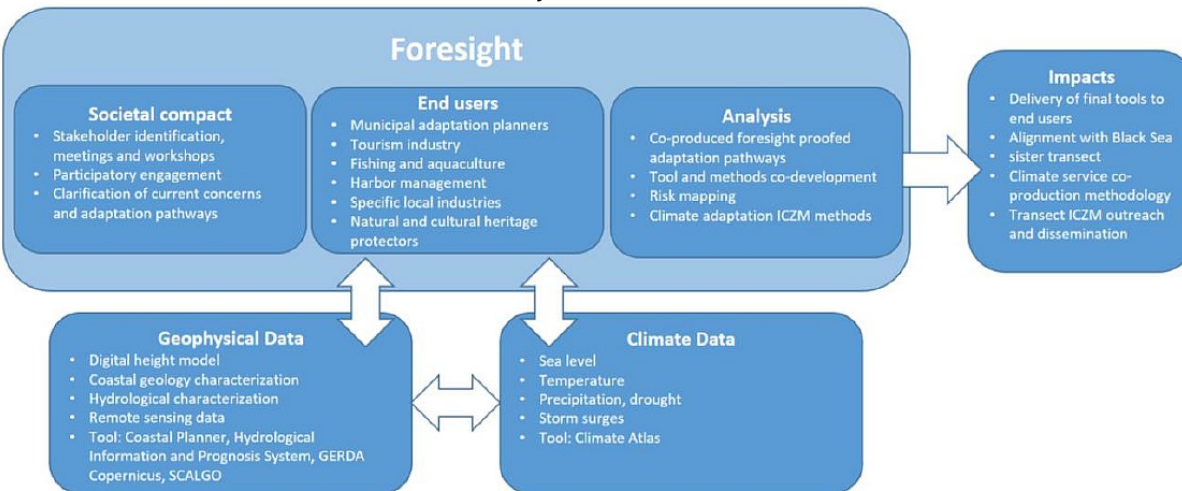 Foresight
Societal compact
• Stakeholder identification,
meetings and workshops
• Participatory engagement
• Clarification of current concerns
and adaptation pathways
End users
• Municipal adaptation planners
• Tourism industry
• Fishing and aquaculture
• Harbor management
• Specific local industries
• Natural and cultural heritage
protectors
Analysis
• Co-produced foresight proofed
adaptation pathways
• Tool and methods co-development
• Risk mapping
• Climate adaptation ICZM methods
Impacts
• Delivery of final tools to
end users
• Alignment with Black Sea
• sister transect
• Climate service co-
production methodology
• Transect ICZM outreach
and dissemination
Geophysical Data
• Digital height model
• Coastal geology characterization
• Hydrological characterization
• Remote sensing data
• Tool: Coastal Planner, Hydrological
Information and Prognosis System, GERDA
Copernicus, SCALGO
Climate Data
• Sea level
• Temperature
• Precipitation, drought
• Storm surges
• Tool: Climate Atlas